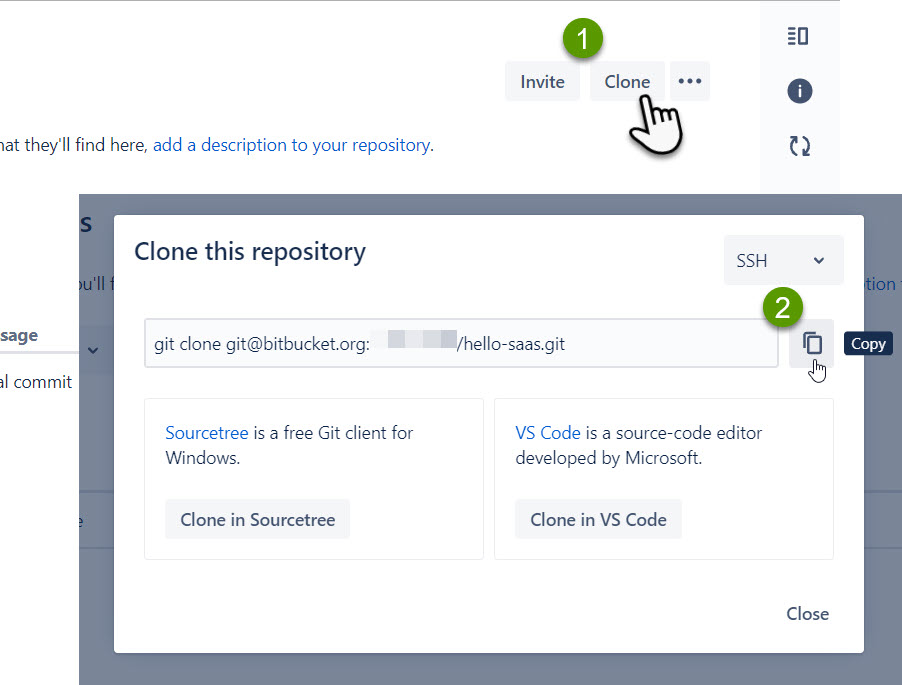 1
Invite
Clone
•••
hat they'll find here, add a description to your repository.
s
ou'll f
tion
Clone this repository
SSH
2
ssage
git clone git@bitbucket.org:
/hello-saas.git
Copy
al commit
Sourcetree is a free Git client for
Windows.
VS Code is a source-code editor
developed by Microsoft.
Clone in Sourcetree
Clone in VS Code
e
Close